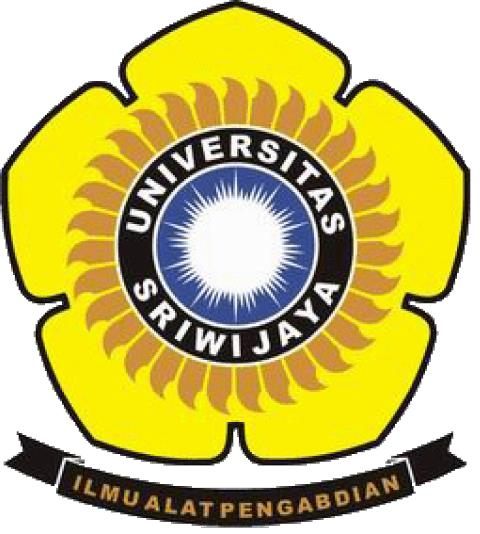 UNIVERSITAS
SRIWIJAYA
ILMU ALAT PENGABDIAN